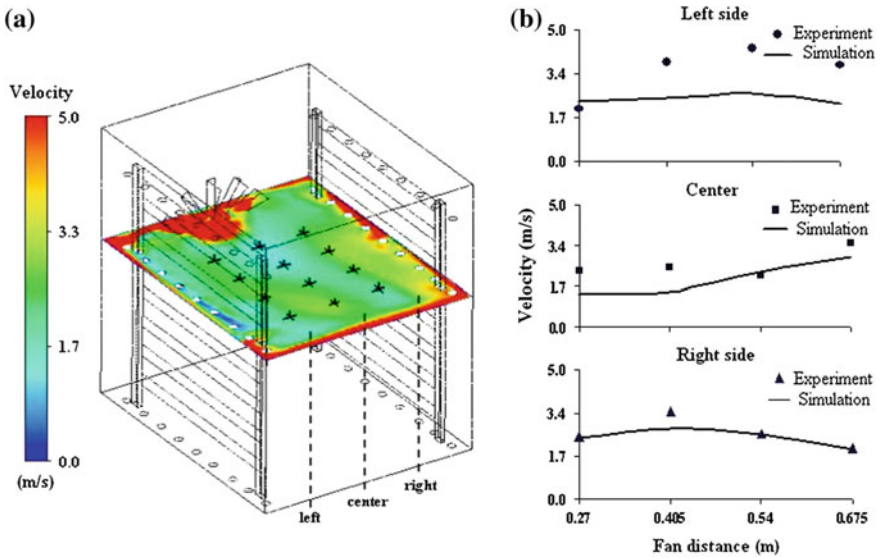 (a)
Velocity
5.0
3.3
1.7
0.0
(m/s)
left
center
right
(b)
Left side
5.0
3.4
1.7
0.0
Experiment
Simulation
Center
5.0
3.4
1.7
0.0
Experiment
Simulation
Velocity (m/s)
Right side
5.0
3.4
1.7
0.0
Experiment
Simulation
0.27
0.405
0.54
0.675
Fan distance (m)